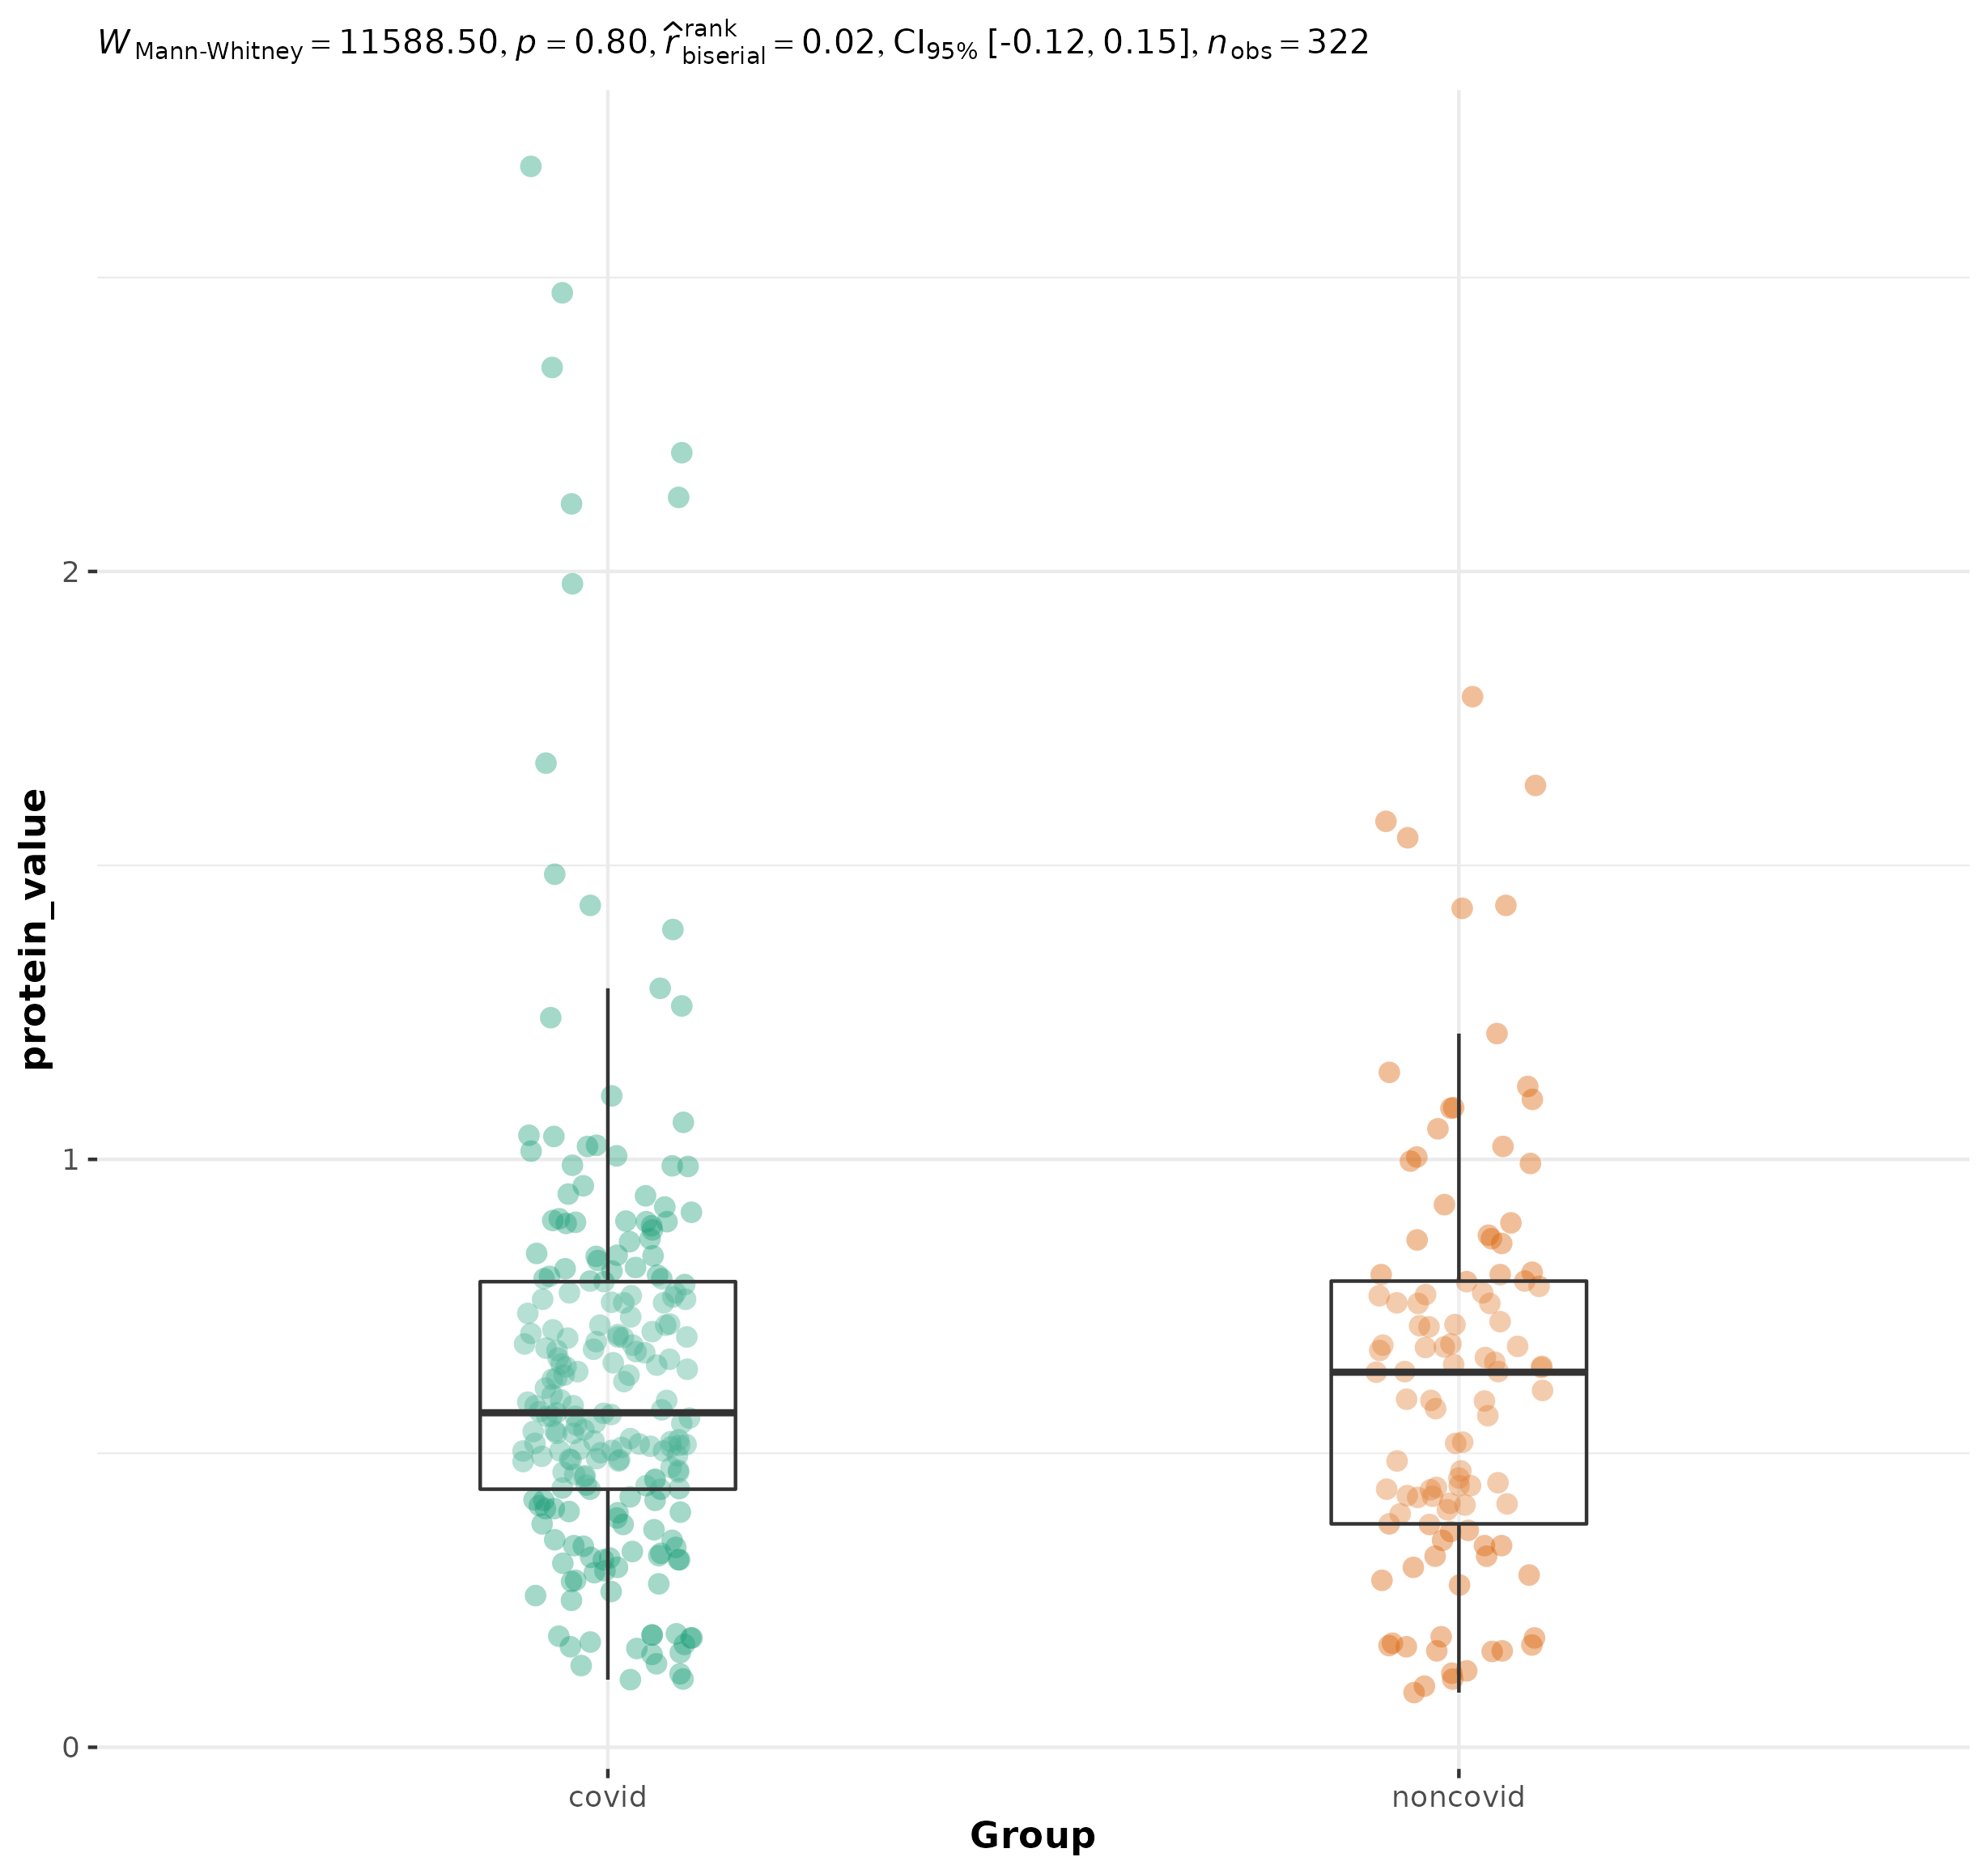 W Mann-Whitney = 11588.50, p = 0.80, r̂ rank biserial = 0.02, CI95% [-0.12, 0.15], n obs = 322
2
1
0
protein_value
covid noncovid
Group